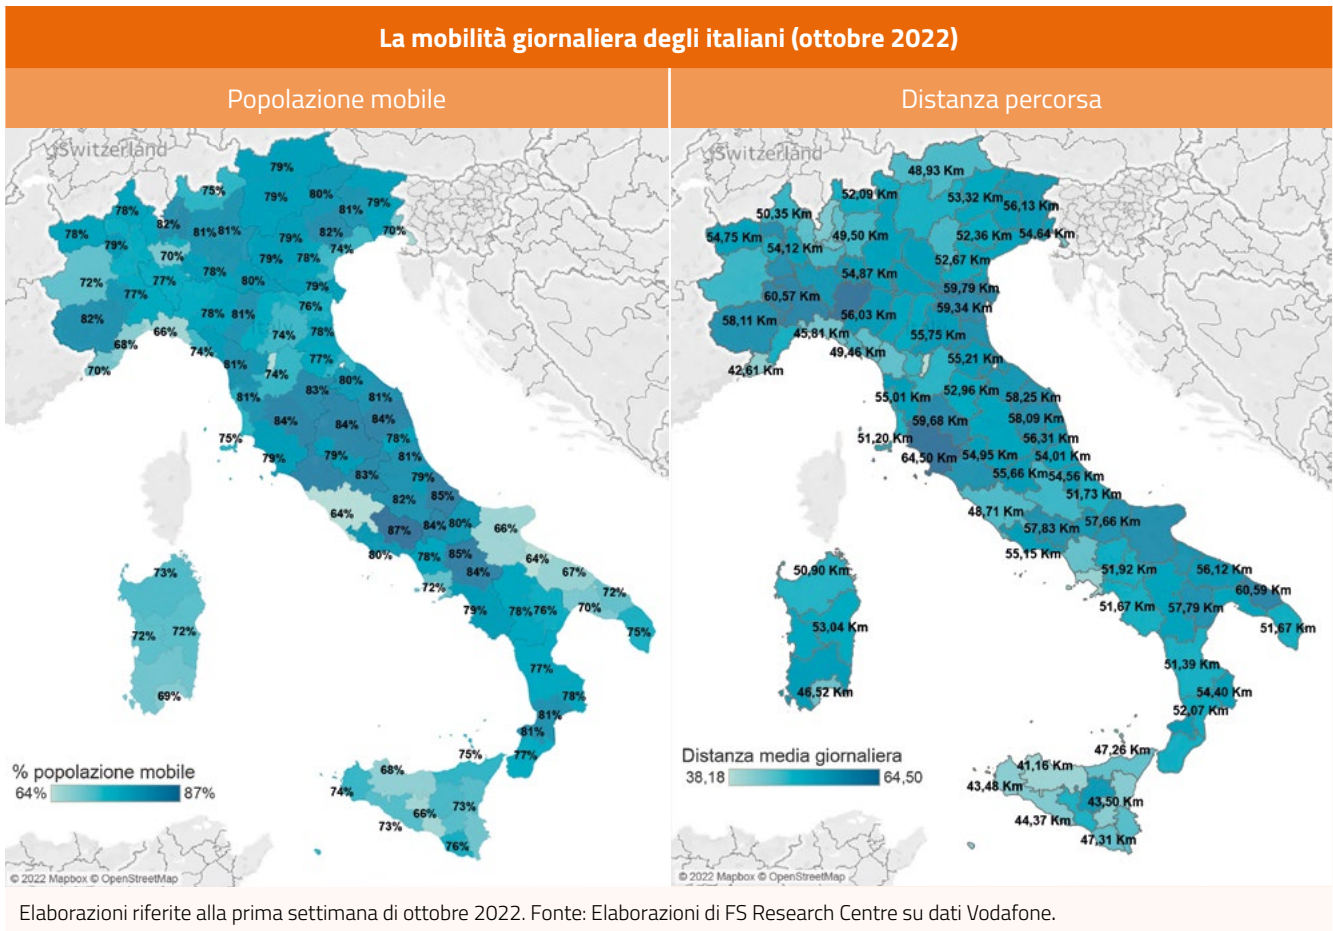 La mobilità giornaliera degli italiani (ottobre 2022)
Popolazione mobile
Switzerland
79%
75%
79%
80%
79%
78%
82%
81%
81%
81%
82%
70%
78%
79%
79%
78%
74%
70%
72%
77%
78%
79%
80%
79%
77%
76%
82%
78%
81%
74%
78%
66%
68%
74%
77%
70%
81%
74%
83%
80%
81%
81%
84%
84%
84%
75%
78%
79%
79%
81%
83%
79%
82%
85%
64%
87%
84%
80%
66%
80%
78%
85%
64%
84%
67%
72%
72%
70%
79%
78%
76%
75%
73%
72%
72%
69%
77%
78%
81%
81%
77%
75%
68%
74%
73%
66%
73%
76%
% popolazione mobile
64%
87%
© 2022 Mapbox © OpenStreetMap
Distanza percorsa
Switzerland
48,93 Km
52,09 Km
53,32 Km
56,13 Km
50,35 Km
54,75 Km
49,50 Km
52,36 Km
54,64 Km
54,12 Km
52,67 Km
54,87 Km
59,79 Km
60,57 Km
59,34 Km
58,11 Km
56,03 Km
45,81 Km
55,75 Km
49,46 Km
55,21 Km
42,61 Km
52,96 Km
55,01 Km
58,25 Km
59,68 Km
58,09 Km
51,20 Km
56,31 Km
64,50 Km
54,95 Km
54,01 Km
55,66 Km
54,56 Km
51,73 Km
48,71 Km
57,83 Km
57,66 Km
55,15 Km
51,92 Km
56,12 Km
60,59 Km
51,67 Km
57,79 Km
51,67 Km
50,90 Km
53,04 Km
46,52 Km
51,39 Km
54,40 Km
52,07 Km
47,26 Km
41,16 Km
43,48 Km
43,50 Km
44,37 Km
47,31 Km
Distanza media giornaliera
38,18
64,50
© 2022 Mapbox © OpenStreetMap
Elaborazioni riferite alla prima settimana di ottobre 2022. Fonte: Elaborazioni di FS Research Centre su dati Vodafone.